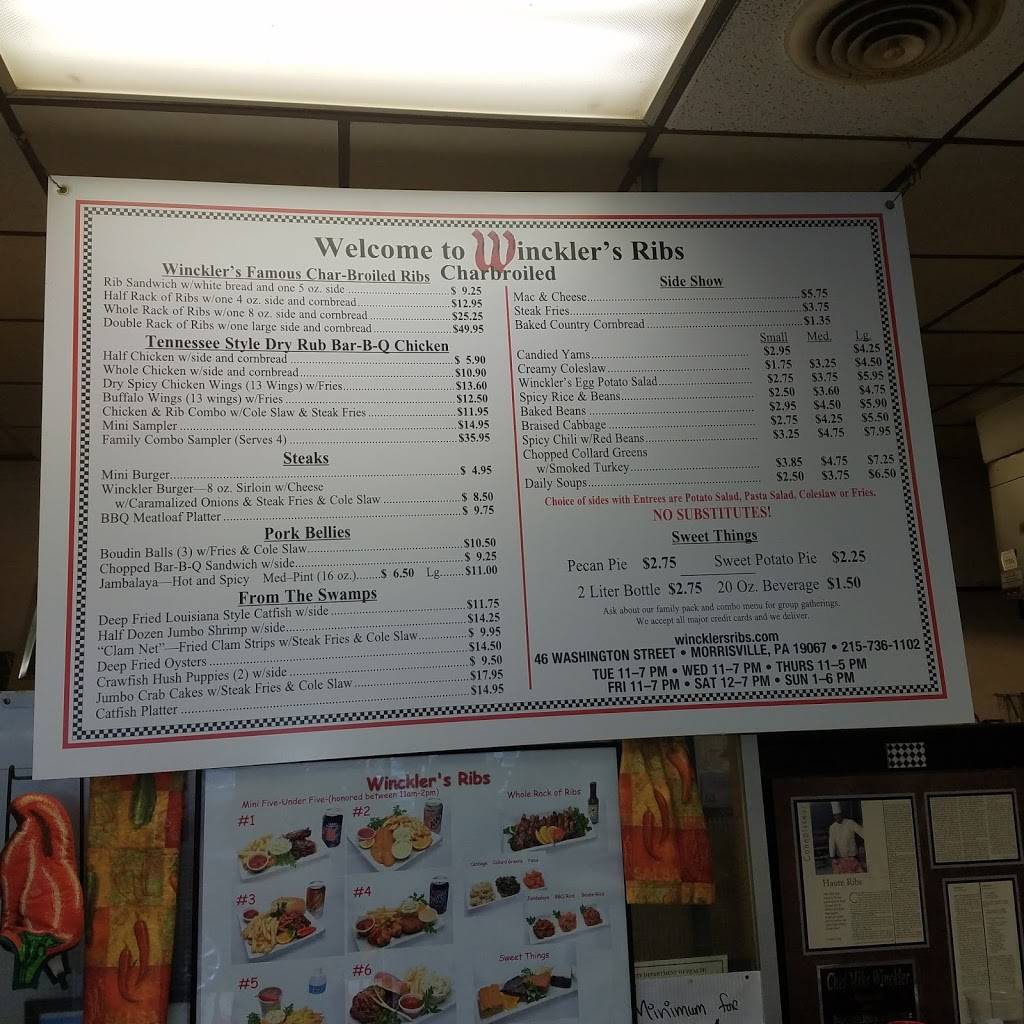 Welcome to Winckler's Ribs
Charbroiled
Winckler's Famous Char-Broiled Ribs
Rib Sandwich w/white bread and one 5 oz. side $ 9.25
Half Rack of Ribs w/one 4 oz. side and cornbread $12.95
Whole Rack of Ribs w/one 8 oz. side and cornbread $25.25
Double Rack of Ribs w/one large side and cornbread $49.95
Tennessee Style Dry Rub Bar-B-Q Chicken
Half Chicken w/side and cornbread $ 5.90
Whole Chicken w/side and cornbread $10.90
Dry Spicy Chicken Wings (13 Wings) w/Fries $13.60
Buffalo Wings (13 wings) w/Fries $12.50
Chicken & Rib Combo w/Cole Slaw & Steak Fries $11.95
Mini Sampler $14.95
Family Combo Sampler (Serves 4) $35.95
Steaks
Mini Burger $ 4.95
Winckler Burger—8 oz. Sirloin w/Cheese
w/Caramalized Onions & Steak Fries & Cole Slaw $ 8.50
BBQ Meatloaf Platter $ 9.75
Pork Bellies
Boudin Balls (3) w/Fries & Cole Slaw $10.50
Chopped Bar-B-Q Sandwich w/side $ 9.25
Jambalaya—Hot and Spicy Med–Pint (16 oz.) $ 6.50 Lg. $11.00
From The Swamps
Deep Fried Louisiana Style Catfish w/side $11.75
Half Dozen Jumbo Shrimp w/side $14.25
"Clam Net"—Fried Clam Strips w/Steak Fries & Cole Slaw $ 9.95
Deep Fried Oysters $14.50
Crawfish Hush Puppies (2) w/side $ 9.50
Jumbo Crab Cakes w/Steak Fries & Cole Slaw $17.95
Catfish Platter $14.95
Side Show
Mac & Cheese $5.75
Steak Fries $3.75
Baked Country Cornbread $1.35
Small Med. Lg.
Candied Yams $2.95 $4.25
Creamy Coleslaw $1.75 $3.25 $4.50
Winckler's Egg Potato Salad $2.75 $3.75 $5.95
Spicy Rice & Beans $2.50 $3.60 $4.75
Baked Beans $2.95 $4.50 $5.90
Braised Cabbage $2.75 $4.25 $5.50
Spicy Chili w/Red Beans $3.25 $4.75 $7.95
Chopped Collard Greens
w/Smoked Turkey $3.85 $4.75 $7.25
Daily Soups $2.50 $3.75 $6.50
Choice of sides with Entrees are Potato Salad, Pasta Salad, Coleslaw or Fries.
NO SUBSTITUTES!
Sweet Things
Pecan Pie $2.75 Sweet Potato Pie $2.25
2 Liter Bottle $2.75 20 Oz. Beverage $1.50
Ask about our family pack and combo menu for group gatherings.
We accept all major credit cards and we deliver.
wincklersribs.com
46 WASHINGTON STREET • MORRISVILLE, PA 19067 • 215-736-1102
TUE 11–7 PM • WED 11–7 PM • THURS 11–5 PM
FRI 11–7 PM • SAT 12–7 PM • SUN 1–6 PM
Winckler's Ribs
Mini Five-Under Five-(honored between 11am-2pm)
#1
#2
Whole Rack of Ribs
Cabbage Collard Greens
#3
#4
Jambalaya
#5
#6
Sweet Things
Haute Ribs
Chef Mike Winckler
DEPARTMENT OF HEALTH
Minimum for